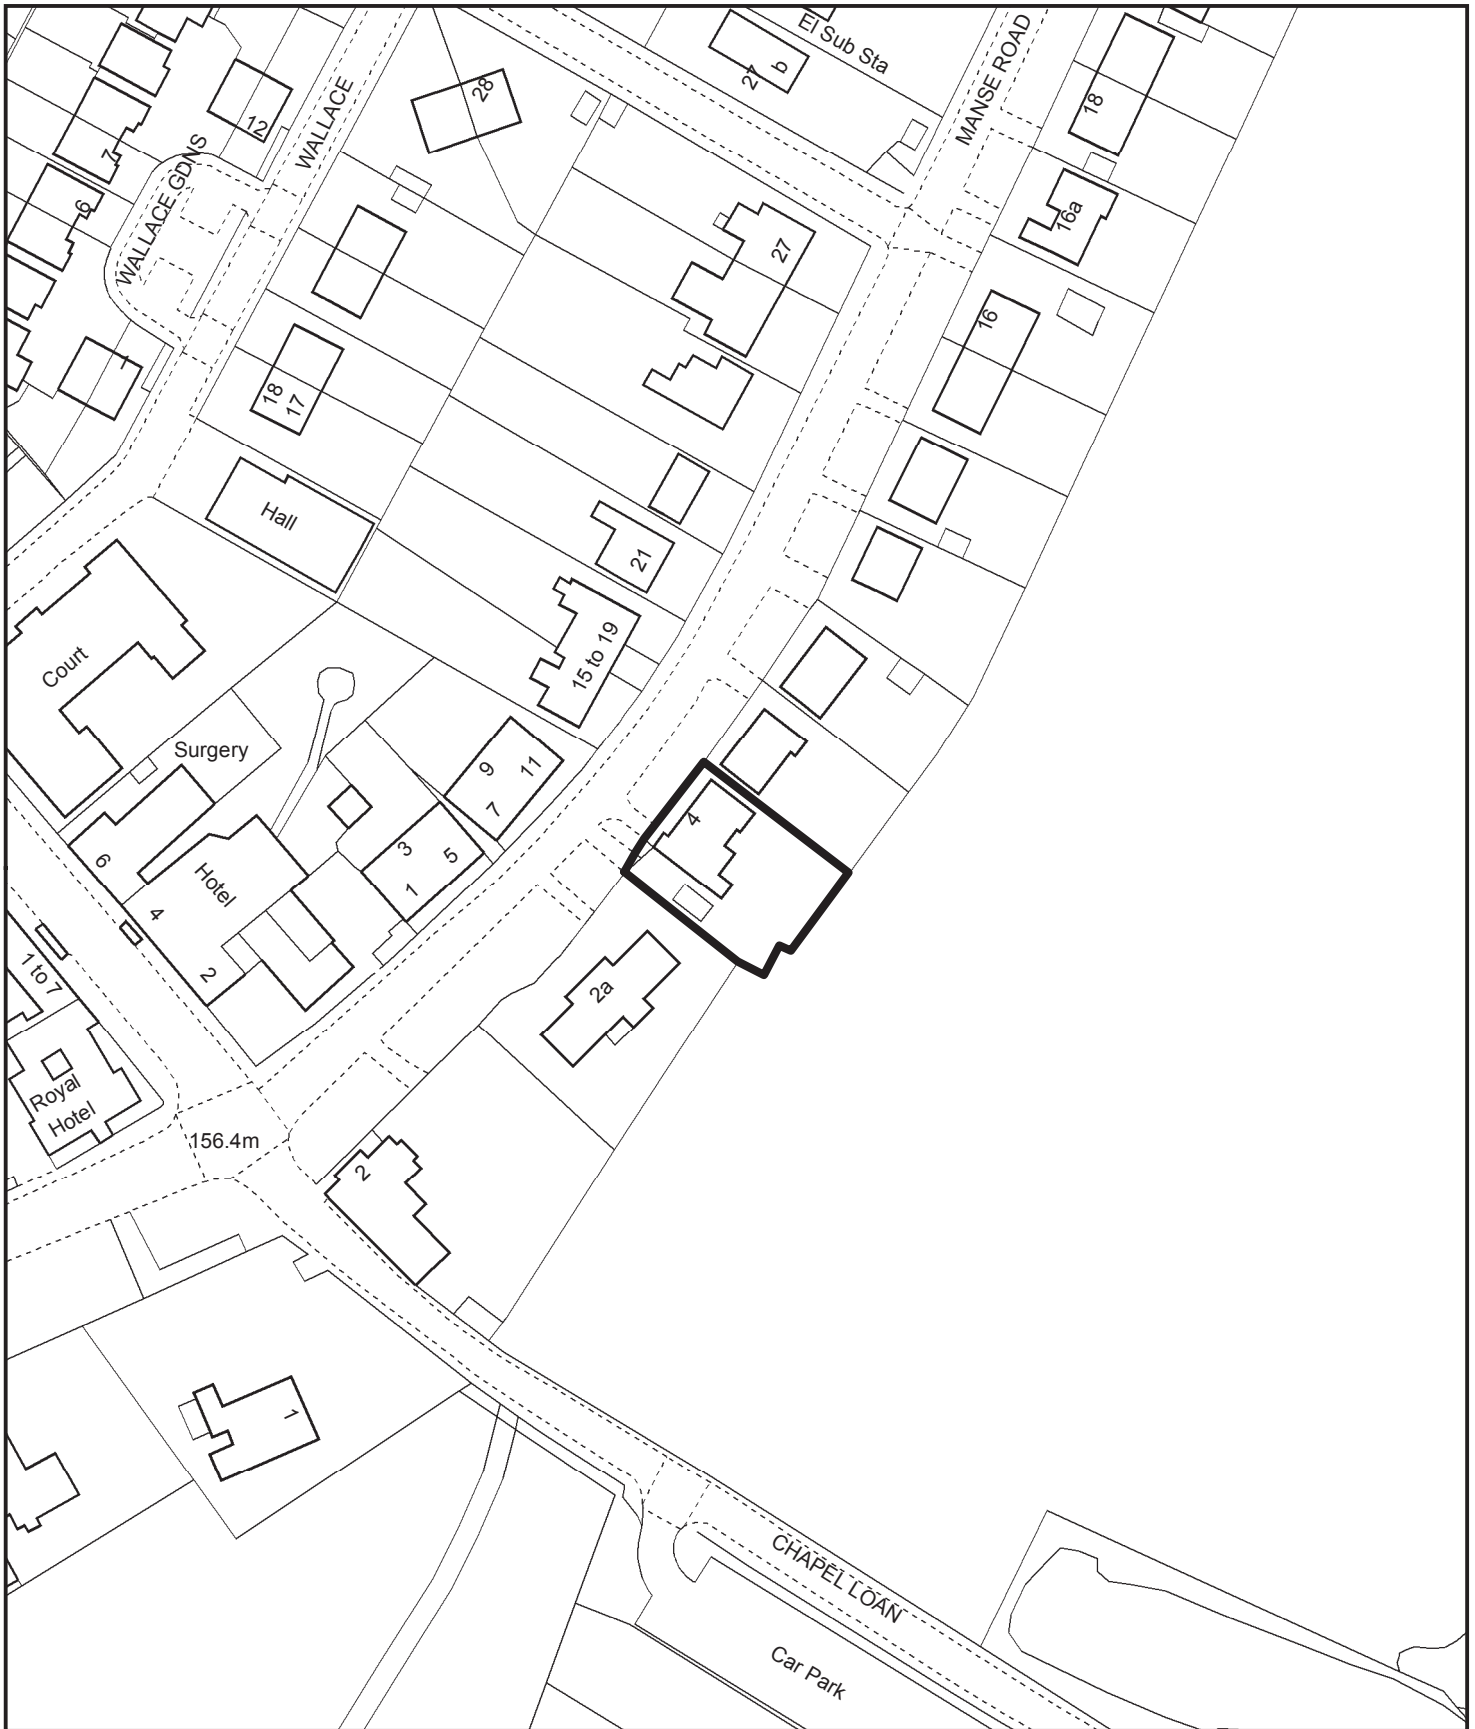 El Sub Sta
27
b
MANSE ROAD
18
28
WALLACE
12
7
WALLACE GDNS
6
16a
27
16
1
18
17
Hall
21
15 to 19
Court
Surgery
9
11
7
4
3
5
1
6
Hotel
4
2
1 to 7
2a
Royal
Hotel
156.4m
2
1
CHAPEL LOAN
Car Park